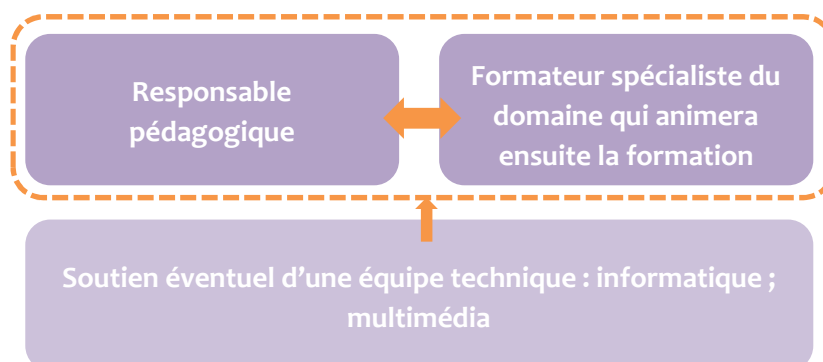 Responsable
pédagogique
Formateur spécialiste du
domaine qui animera
ensuite la formation
Soutien éventuel d'une équipe technique : informatique ;
multimédia